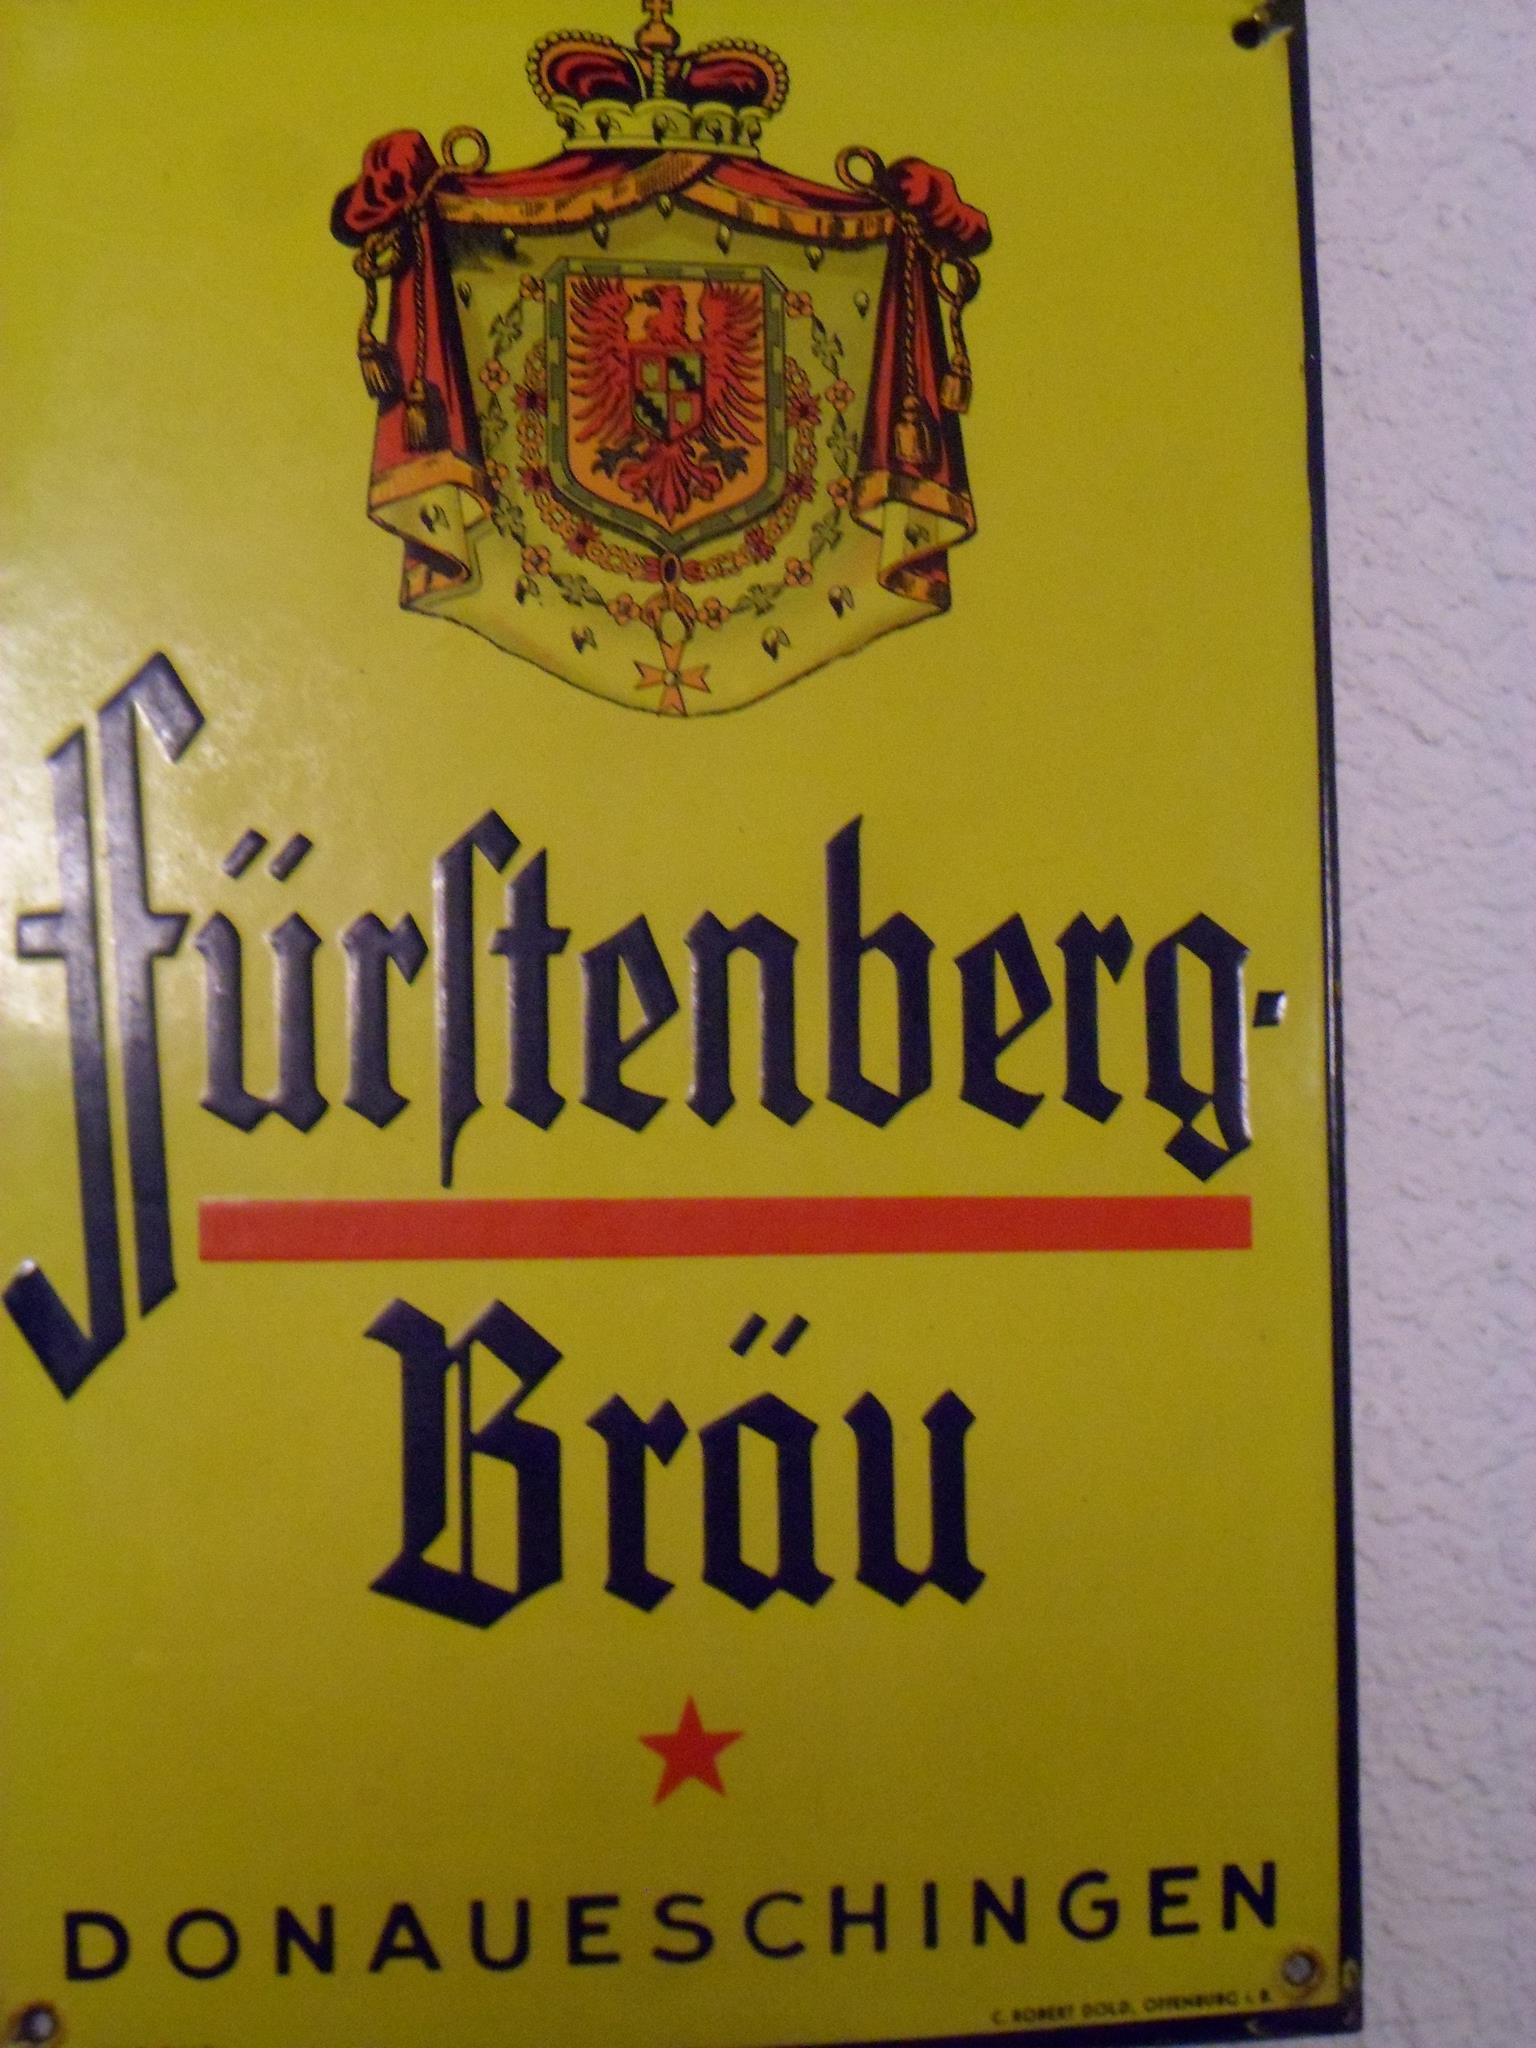 Fürstenberg-
Bräu
DONAUESCHINGEN
C. ROBERT DOLD, OFFENBURG i. B.